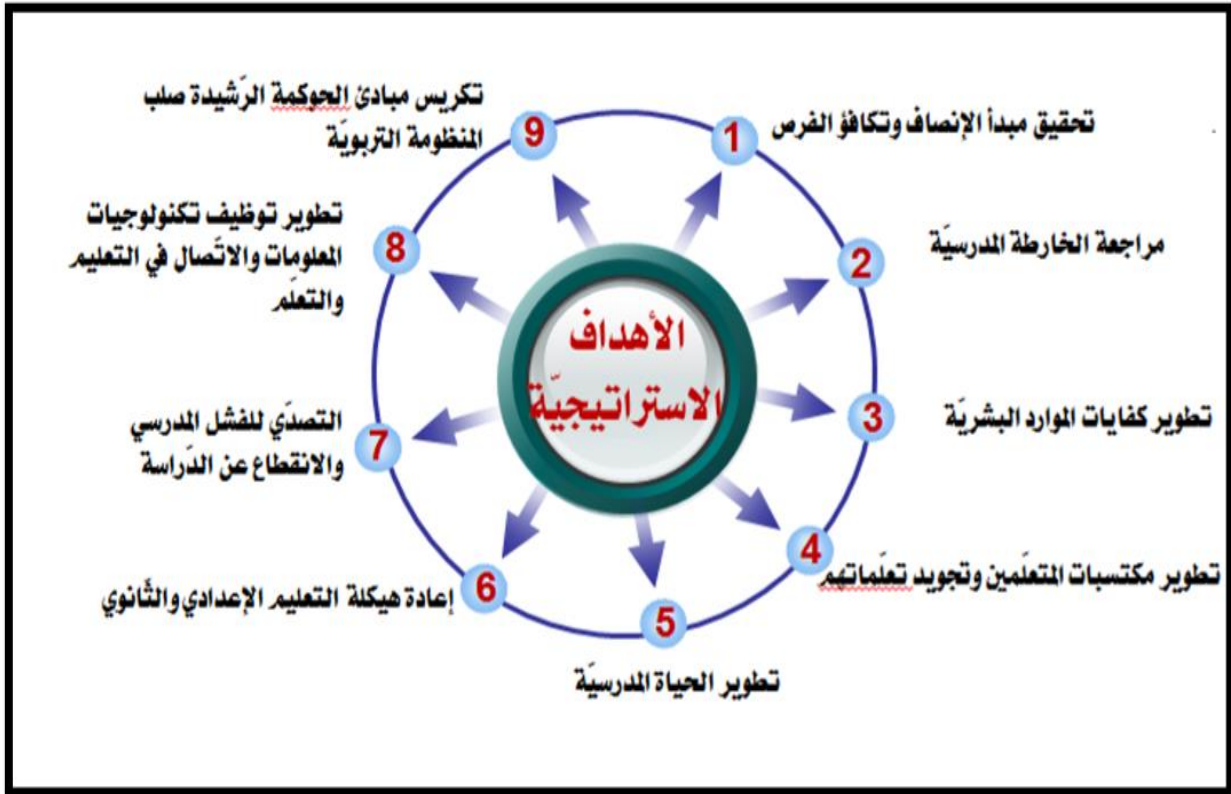 الأهداف
الاستراتيجيّة
1
تحقيق مبدأ الإنصاف وتكافؤ الفرص
2
مراجعة الخارطة المدرسيّة
3
تطوير كفايات الموارد البشريّة
4
تطوير مكتسبات المتعلّمين وتجويد تعلّماتهم
5
تطوير الحياة المدرسيّة
6
إعادة هيكلة التعليم الإعدادي والثّانوي
7
التصدّي للفشل المدرسي
والانقطاع عن الدّراسة
8
تطوير توظيف تكنولوجيات
المعلومات والاتّصال في التعليم
والتعلّم
9
تكريس مبادئ الحوكمة الرّشيدة صلب
المنظومة التربويّة